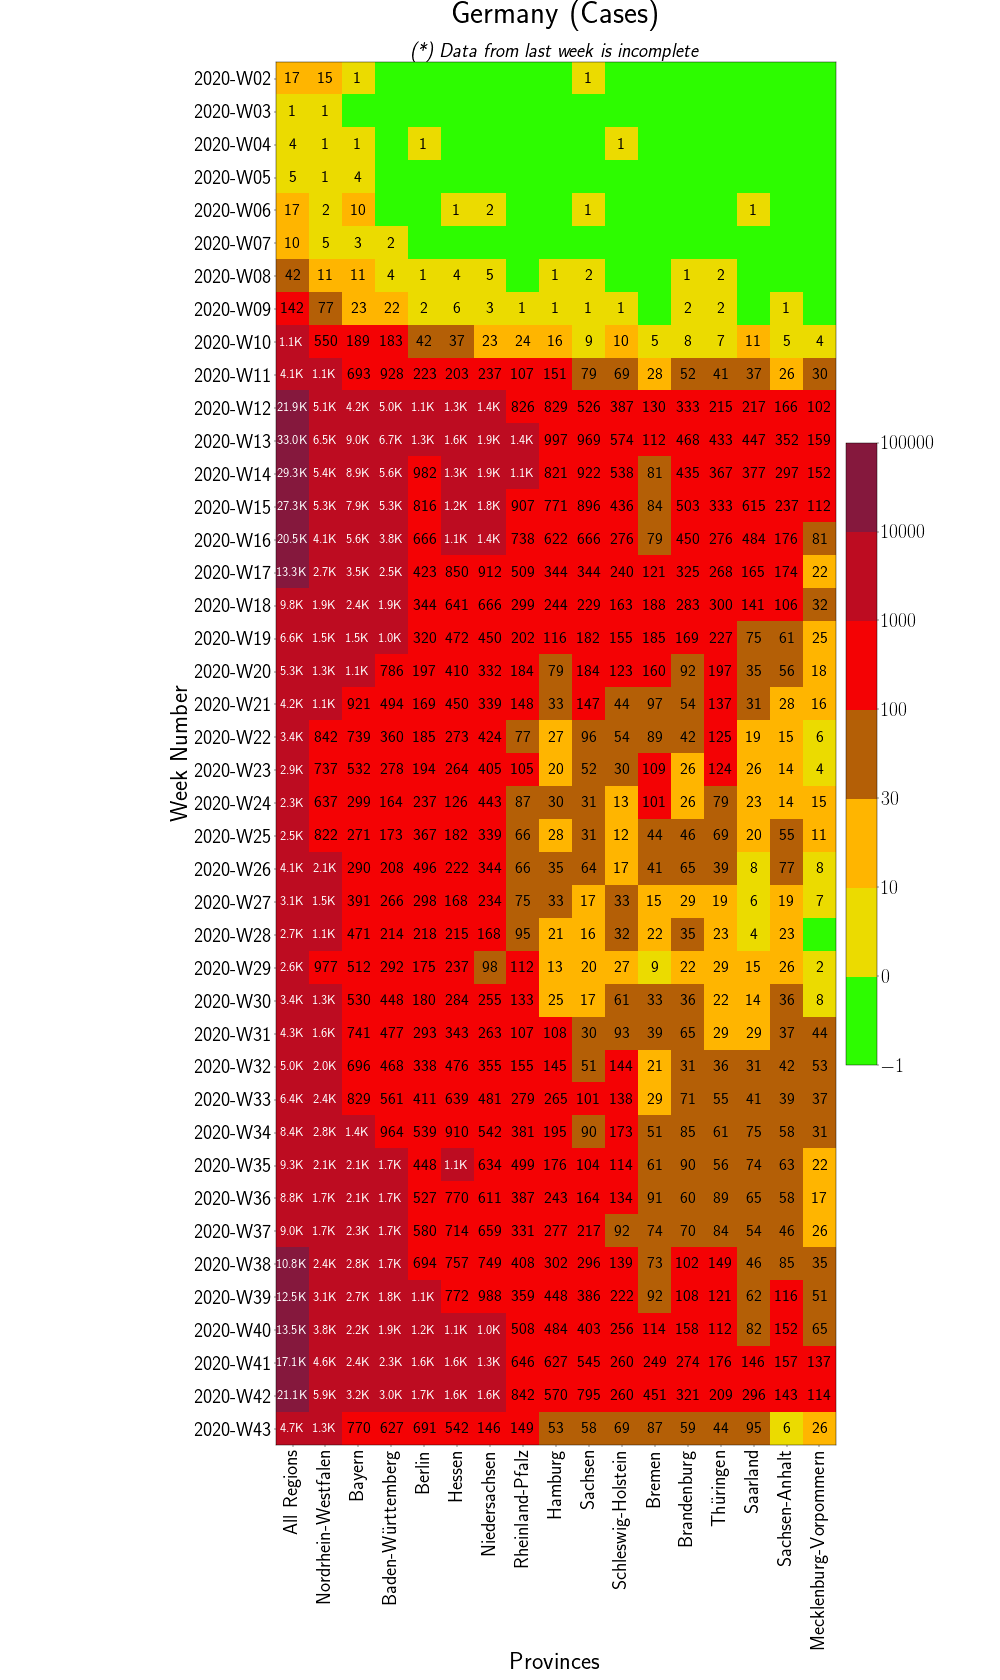 Germany (Cases)
(*) Data from last week is incomplete
2020-W02 17 15 1 1
2020-W03 1 1
2020-W04 4 1 1 1 1
2020-W05 5 1 4
2020-W06 17 2 10 1 2 1 1
2020-W07 10 5 3 2
2020-W08 42 11 11 4 1 4 5 1 2 1 2
2020-W09 142 77 23 22 2 6 3 1 1 1 1 2 2 1
2020-W10 1.1K 550 189 183 42 37 23 24 16 9 10 5 8 7 11 5 4
2020-W11 4.1K 1.1K 693 928 223 203 237 107 151 79 69 28 52 41 37 26 30
2020-W12 21.9K 5.1K 4.2K 5.0K 1.1K 1.3K 1.4K 826 829 526 387 130 333 215 217 166 102
2020-W13 33.0K 6.5K 9.0K 6.7K 1.3K 1.6K 1.9K 1.4K 997 969 574 112 468 433 447 352 159
2020-W14 29.3K 5.4K 8.9K 5.6K 982 1.3K 1.9K 1.1K 821 922 538 81 435 367 377 297 152
2020-W15 27.3K 5.3K 7.9K 5.3K 816 1.2K 1.8K 907 771 896 436 84 503 333 615 237 112
2020-W16 20.5K 4.1K 5.6K 3.8K 666 1.1K 1.4K 738 622 666 276 79 450 276 484 176 81
2020-W17 13.3K 2.7K 3.5K 2.5K 423 850 912 509 344 344 240 121 325 268 165 174 22
2020-W18 9.8K 1.9K 2.4K 1.9K 344 641 666 299 244 229 163 188 283 300 141 106 32
2020-W19 6.6K 1.5K 1.5K 1.0K 320 472 450 202 116 182 155 185 169 227 75 61 25
2020-W20 5.3K 1.3K 1.1K 786 197 410 332 184 79 184 123 160 92 197 35 56 18
2020-W21 4.2K 1.1K 921 494 169 450 339 148 33 147 44 97 54 137 31 28 16
2020-W22 3.4K 842 739 360 185 273 424 77 27 96 54 89 42 125 19 15 6
2020-W23 2.9K 737 532 278 194 264 405 105 20 52 30 109 26 124 26 14 4
2020-W24 2.3K 637 299 164 237 126 443 87 30 31 13 101 26 79 23 14 15
2020-W25 2.5K 822 271 173 367 182 339 66 28 31 12 44 46 69 20 55 11
2020-W26 4.1K 2.1K 290 208 496 222 344 66 35 64 17 41 65 39 8 77 8
2020-W27 3.1K 1.5K 391 266 298 168 234 75 33 17 33 15 29 19 6 19 7
2020-W28 2.7K 1.1K 471 214 218 215 168 95 21 16 32 22 35 23 4 23
2020-W29 2.6K 977 512 292 175 237 98 112 13 20 27 9 22 29 15 26 2
2020-W30 3.4K 1.3K 530 448 180 284 255 133 25 17 61 33 36 22 14 36 8
2020-W31 4.3K 1.6K 741 477 293 343 263 107 108 30 93 39 65 29 29 37 44
2020-W32 5.0K 2.0K 696 468 338 476 355 155 145 51 144 21 31 36 31 42 53
2020-W33 6.4K 2.4K 829 561 411 639 481 279 265 101 138 29 71 55 41 39 37
2020-W34 8.4K 2.8K 1.4K 964 539 910 542 381 195 90 173 51 85 61 75 58 31
2020-W35 9.3K 2.1K 2.1K 1.7K 448 1.1K 634 499 176 104 114 61 90 56 74 63 22
2020-W36 8.8K 1.7K 2.1K 1.7K 527 770 611 387 243 164 134 91 60 89 65 58 17
2020-W37 9.0K 1.7K 2.3K 1.7K 580 714 659 331 277 217 92 74 70 84 54 46 26
2020-W38 10.8K 2.4K 2.8K 1.7K 694 757 749 408 302 296 139 73 102 149 46 85 35
2020-W39 12.5K 3.1K 2.7K 1.8K 1.1K 772 988 359 448 386 222 92 108 121 62 116 51
2020-W40 13.5K 3.8K 2.2K 1.9K 1.2K 1.1K 1.0K 508 484 403 256 114 158 112 82 152 65
2020-W41 17.1K 4.6K 2.4K 2.3K 1.6K 1.6K 1.3K 646 627 545 260 249 274 176 146 157 137
2020-W42 21.1K 5.9K 3.2K 3.0K 1.7K 1.6K 1.6K 842 570 795 260 451 321 209 296 143 114
2020-W43 4.7K 1.3K 770 627 691 542 146 149 53 58 69 87 59 44 95 6 26
Week Number
All Regions
Nordrhein-Westfalen
Bayern
Baden-Württemberg
Berlin
Hessen
Niedersachsen
Rheinland-Pfalz
Hamburg
Sachsen
Schleswig-Holstein
Bremen
Brandenburg
Thüringen
Saarland
Sachsen-Anhalt
Mecklenburg-Vorpommern
Provinces
100000
10000
1000
100
30
10
0
−1